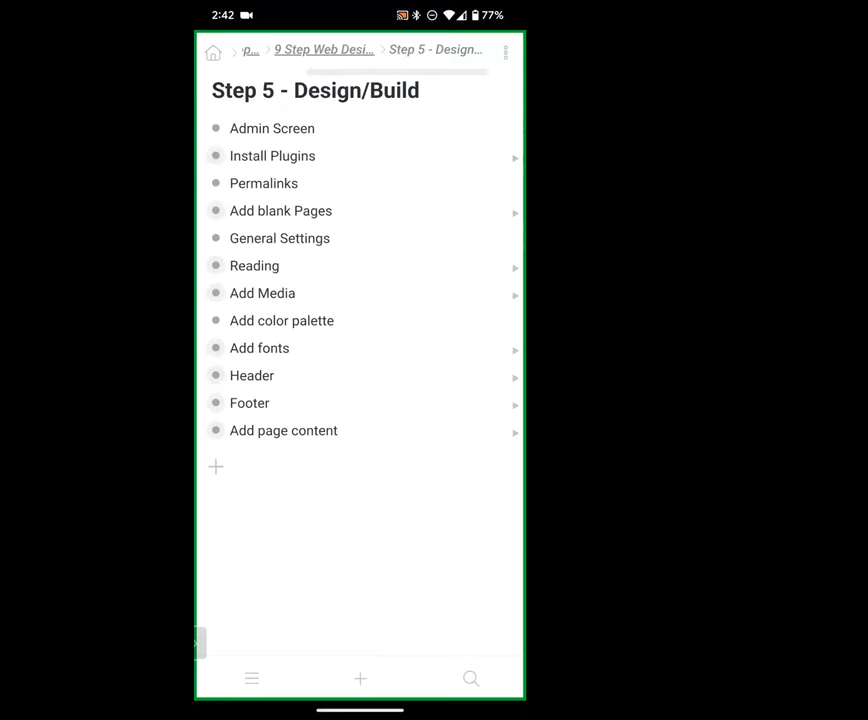 2:42 77%
p... 9 Step Web Desi... Step 5 - Design...
Step 5 - Design/Build
Admin Screen
Install Plugins
Permalinks
Add blank Pages
General Settings
Reading
Add Media
Add color palette
Add fonts
Header
Footer
Add page content